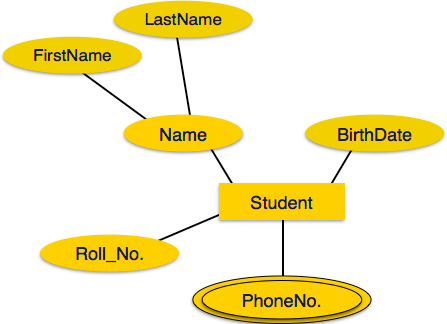 LastName
FirstName
Name
BirthDate
Student
Roll_No.
PhoneNo.